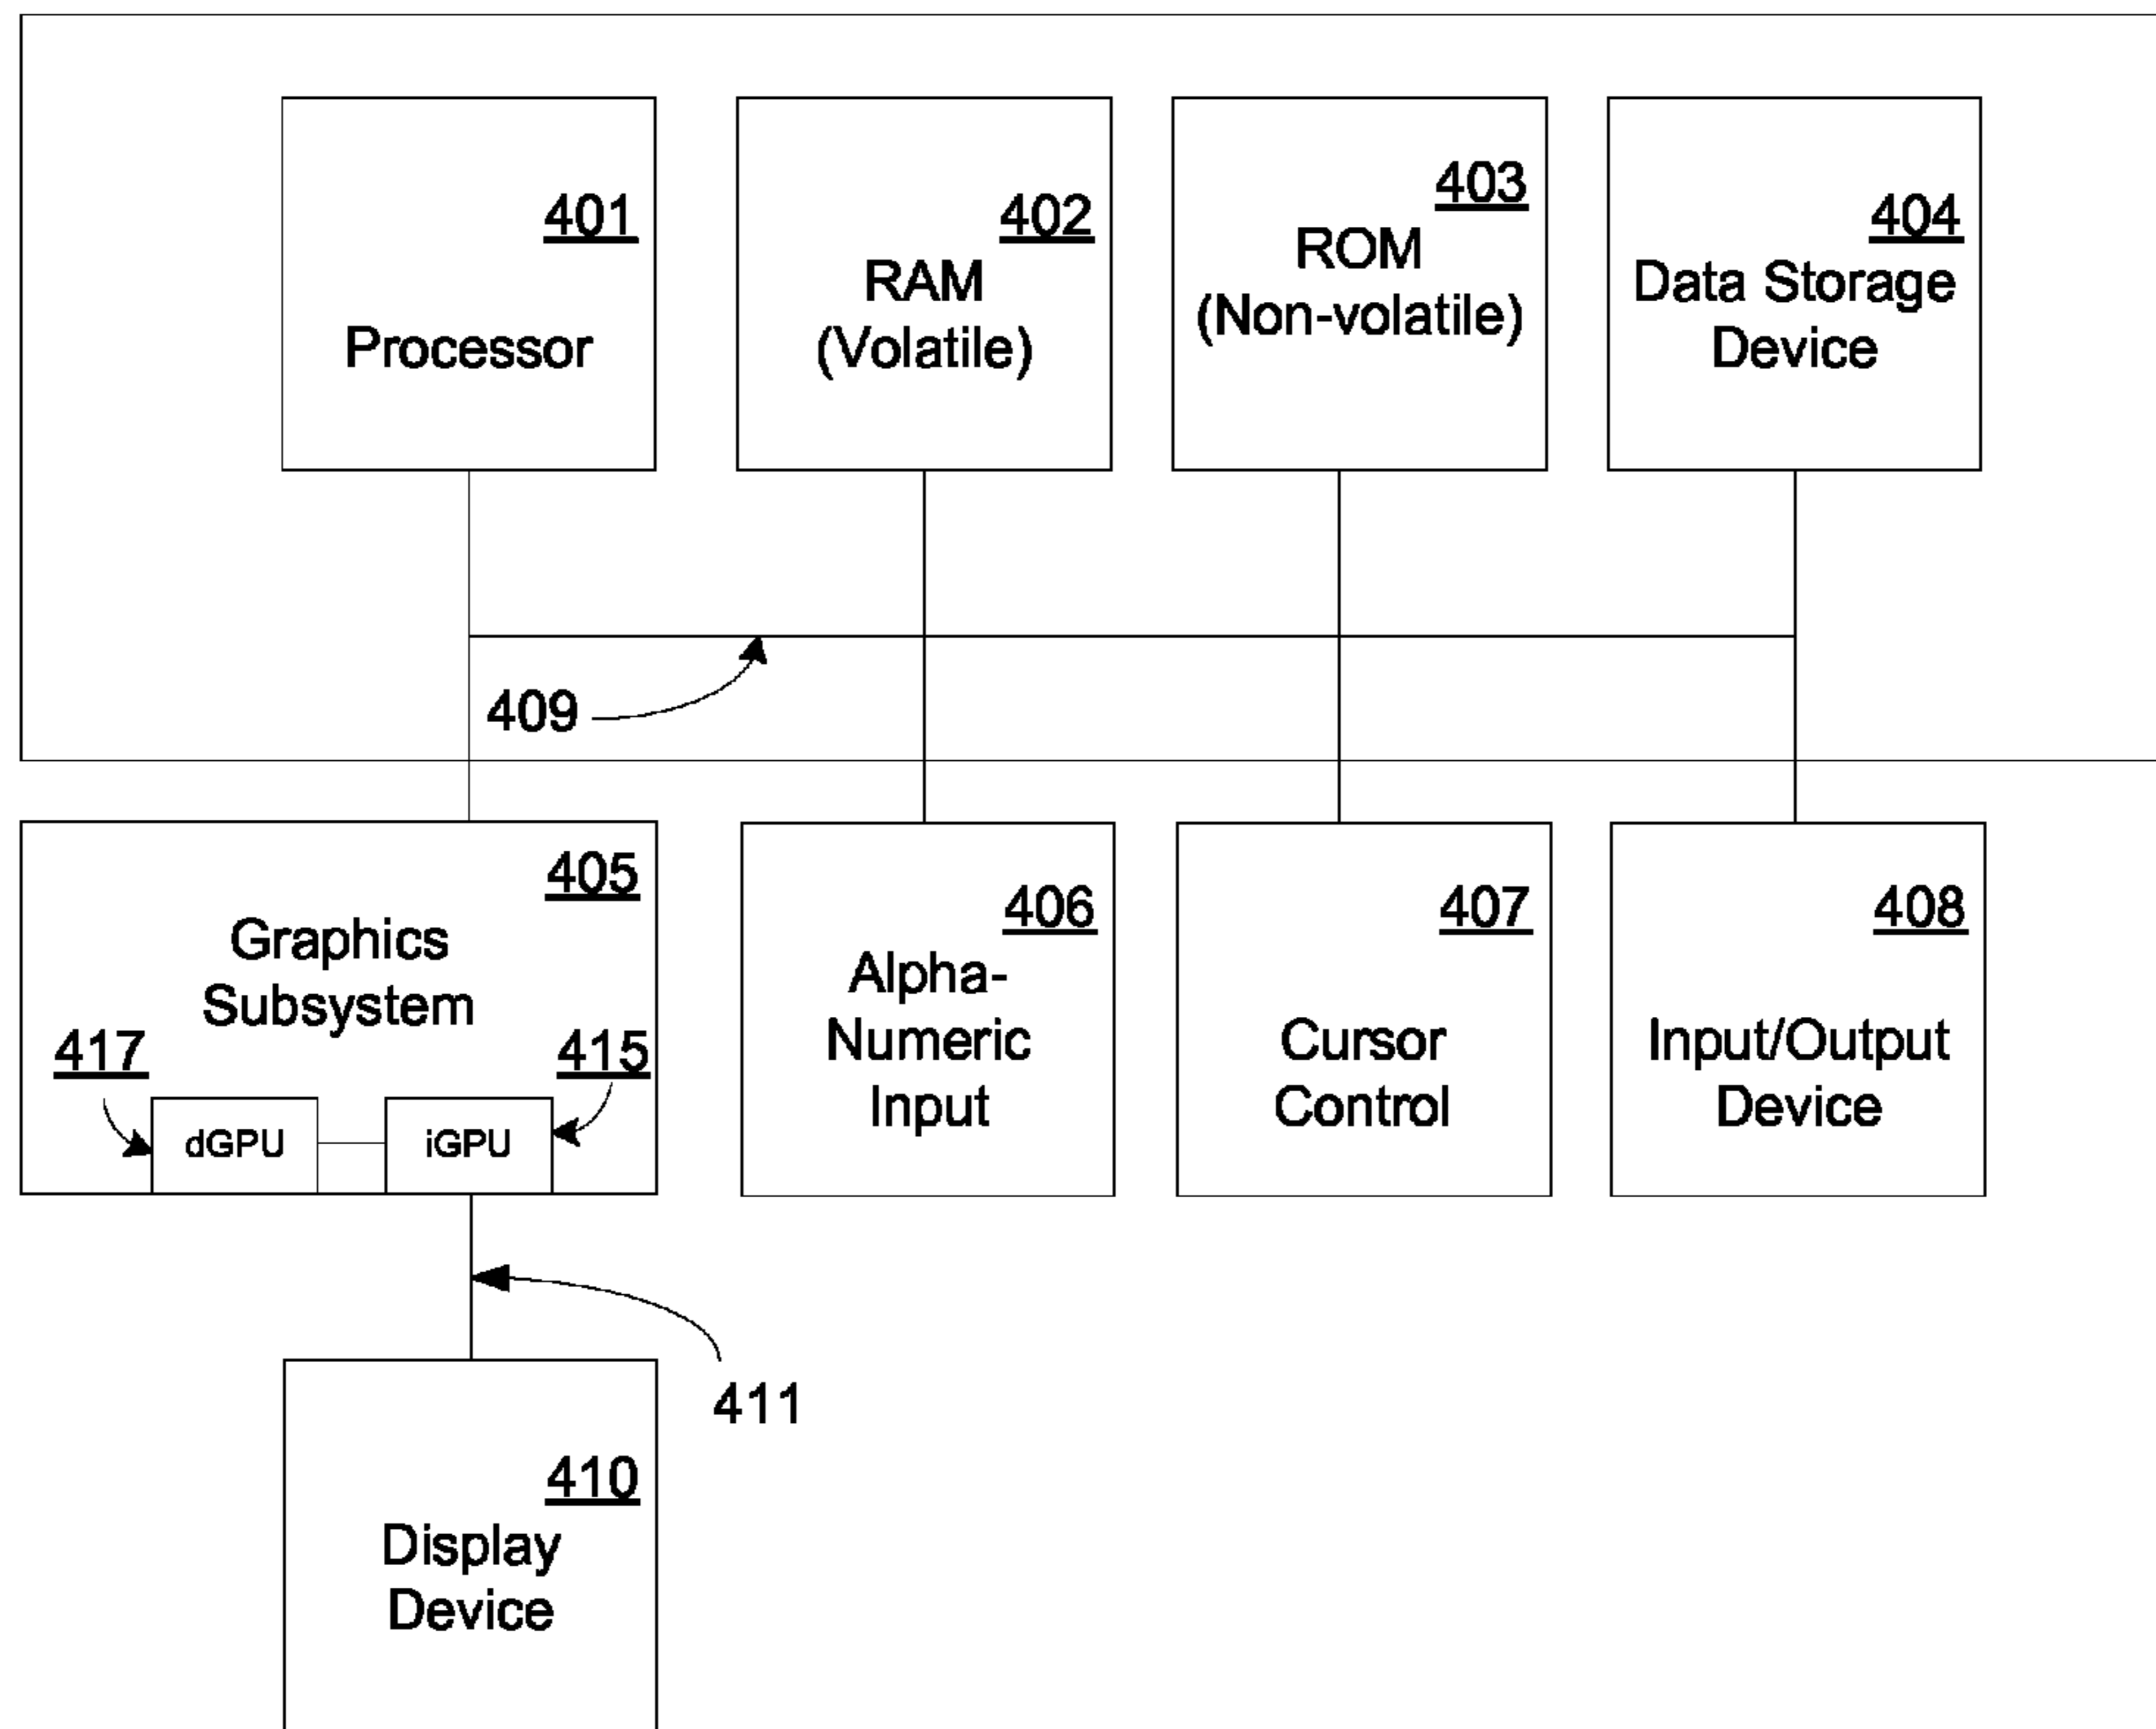 401
Processor
402
RAM
(Volatile)
403
ROM
(Non-volatile)
404
Data Storage
Device
409
405
Graphics
Subsystem
417
415
dGPU
iGPU
406
Alpha-
Numeric
Input
407
Cursor
Control
408
Input/Output
Device
411
410
Display
Device